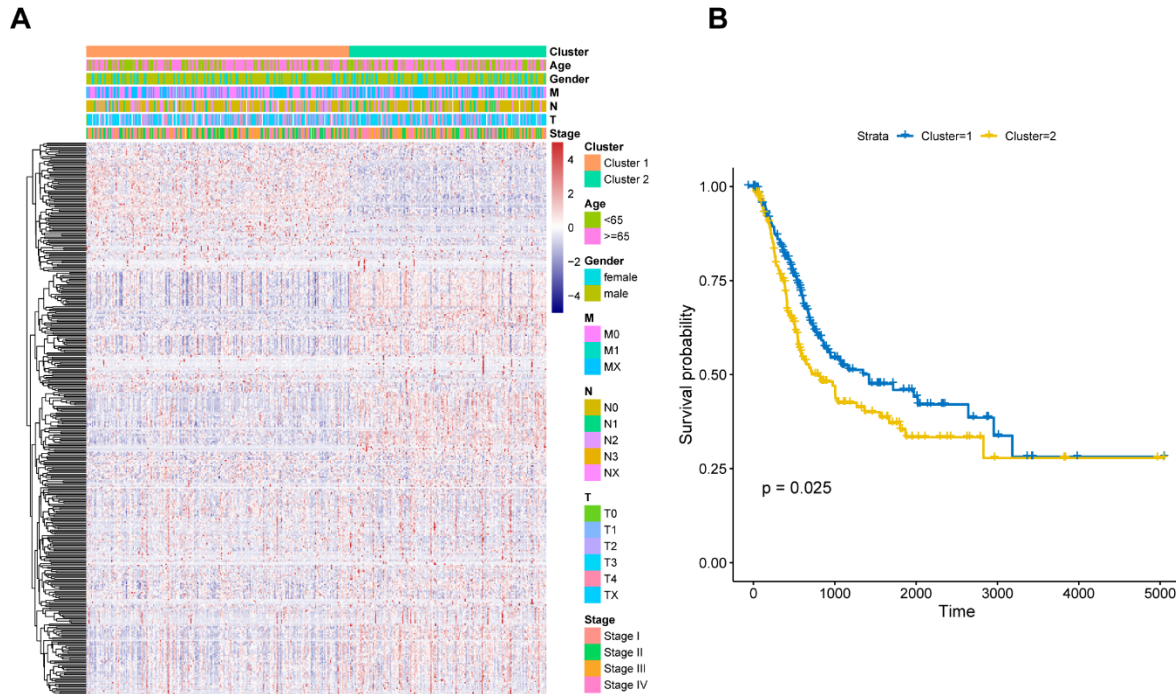 A
Cluster
Age
Gender
M
N
T
Stage
4
2
0
−2
−4
Cluster
Cluster 1
Cluster 2
Age
<65
>=65
Gender
female
male
M
M0
M1
MX
N
N0
N1
N2
N3
NX
T
T0
T1
T2
T3
T4
TX
Stage
Stage I
Stage II
Stage III
Stage IV
B
Strata Cluster=1 Cluster=2
Survival probability
1.00
0.75
0.50
0.25
0.00
p = 0.025
0 1000 2000 3000 4000 5000
Time